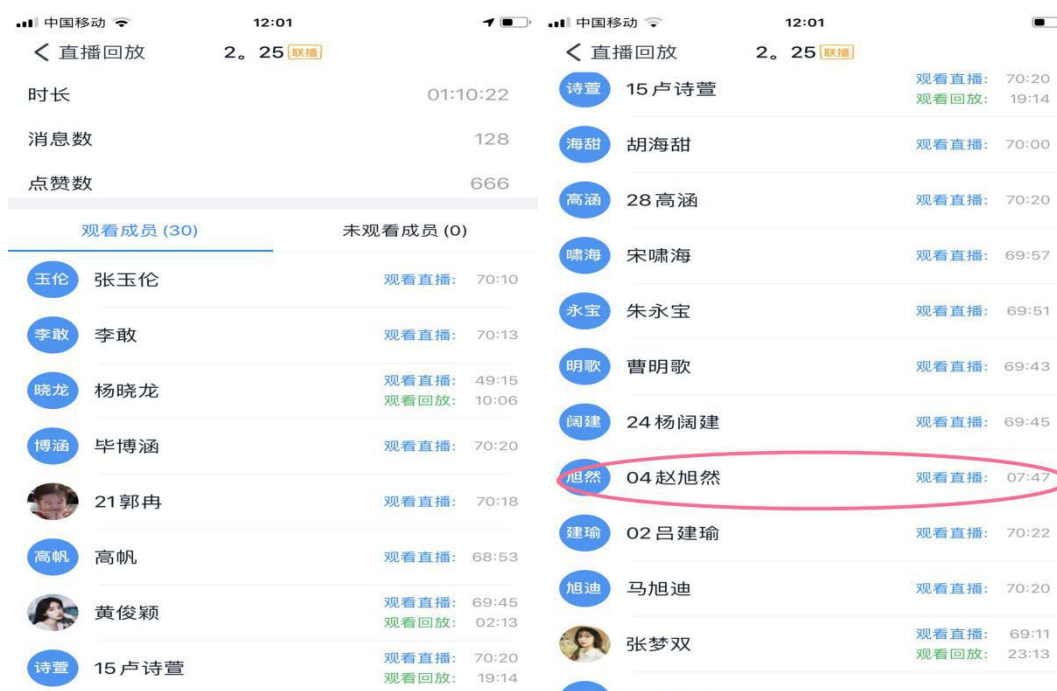 中国移动 12:01
直播回放 2。25 联播
时长 01:10:22
消息数 128
点赞数 666
观看成员 (30) 未观看成员 (0)
玉伦 张玉伦 观看直播: 70:10
李敢 李敢 观看直播: 70:13
晓龙 杨晓龙 观看直播: 49:15
观看回放: 10:06
博涵 毕博涵 观看直播: 70:20
21郭冉 观看直播: 70:18
高帆 高帆 观看直播: 68:53
黄俊颖 观看直播: 69:45
观看回放: 02:13
诗萱 15卢诗萱 观看直播: 70:20
观看回放: 19:14
中国移动 12:01
直播回放 2。25 联播
诗萱 15卢诗萱 观看直播: 70:20
观看回放: 19:14
海甜 胡海甜 观看直播: 70:00
高涵 28高涵 观看直播: 70:20
啸海 宋啸海 观看直播: 69:57
永宝 朱永宝 观看直播: 69:51
明歌 曹明歌 观看直播: 69:43
阔建 24杨阔建 观看直播: 69:45
旭然 04赵旭然 观看直播: 07:47
建瑜 02吕建瑜 观看直播: 70:22
旭迪 马旭迪 观看直播: 70:20
张梦双 观看直播: 69:11
观看回放: 23:13